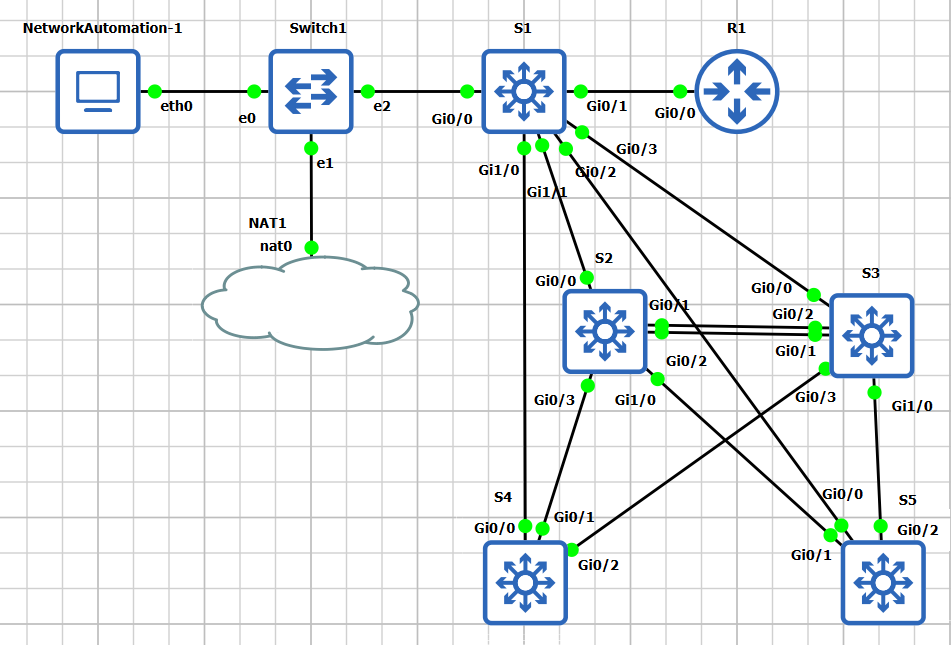 NetworkAutomation-1
Switch1
S1
R1
eth0
e0
e2
Gi0/0
Gi0/1
Gi0/0
e1
Gi1/0
Gi1/1
Gi0/2
Gi0/3
NAT1
nat0
S2
Gi0/0
Gi0/1
Gi0/2
Gi0/3
Gi1/0
S3
Gi0/0
Gi0/2
Gi0/1
Gi0/3
Gi1/0
S4
Gi0/0
Gi0/1
Gi0/2
S5
Gi0/0
Gi0/2
Gi0/1